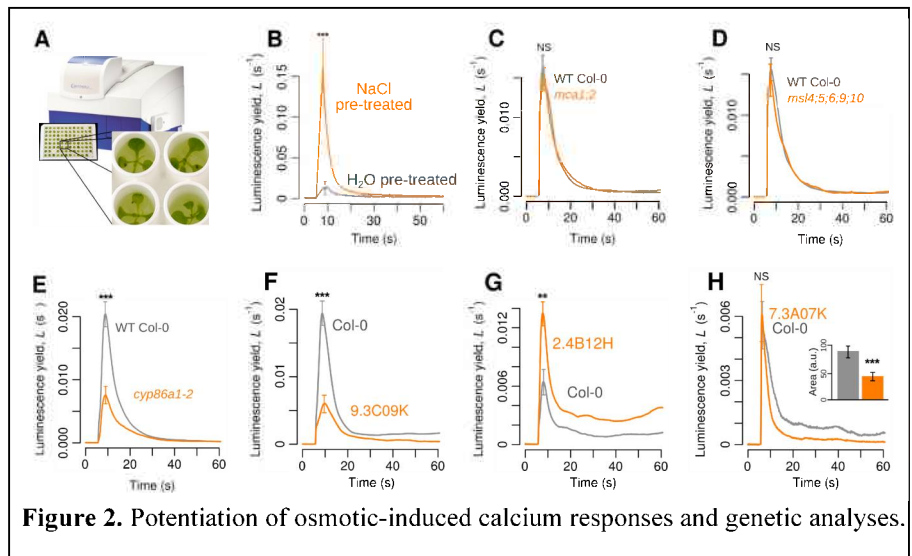 A
B
***
Luminescence yield, L (s⁻¹)
0.15
0.10
0.05
0.00
NaCl
pre-treated
H₂O pre-treated
0 10 30 50
Time (s)
C
NS
Luminescence yield, L (s⁻¹)
0.010
0.000
WT Col-0
mca1;2
0 20 40 60
Time (s)
D
NS
Luminescence yield, L (s⁻¹)
0.010
0.000
WT Col-0
msl4;5;6.9;10
0 20 40 60
Time (s)
E
***
Luminescence yield, L (s⁻¹)
0.020
0.010
0.000
WT Col-0
cyp86a1-2
0 20 40 60
Time (s)
F
***
Luminescence yield, L (s⁻¹)
0.02
0.01
0
Col-0
9.3C09K
0 20 40 60
Time (s)
G
**
Luminescence yield, L (s⁻¹)
0.012
0.006
0.000
2.4B12H
Col-0
0 20 40 60
Time (s)
H
NS
Luminescence yield, L (s⁻¹)
0.006
0.003
0.000
7.3A07K
Col-0
Area (a.u.)
100
50
0
***
0 20 40 60
Time (s)
Figure 2. Potentiation of osmotic-induced calcium responses and genetic analyses.